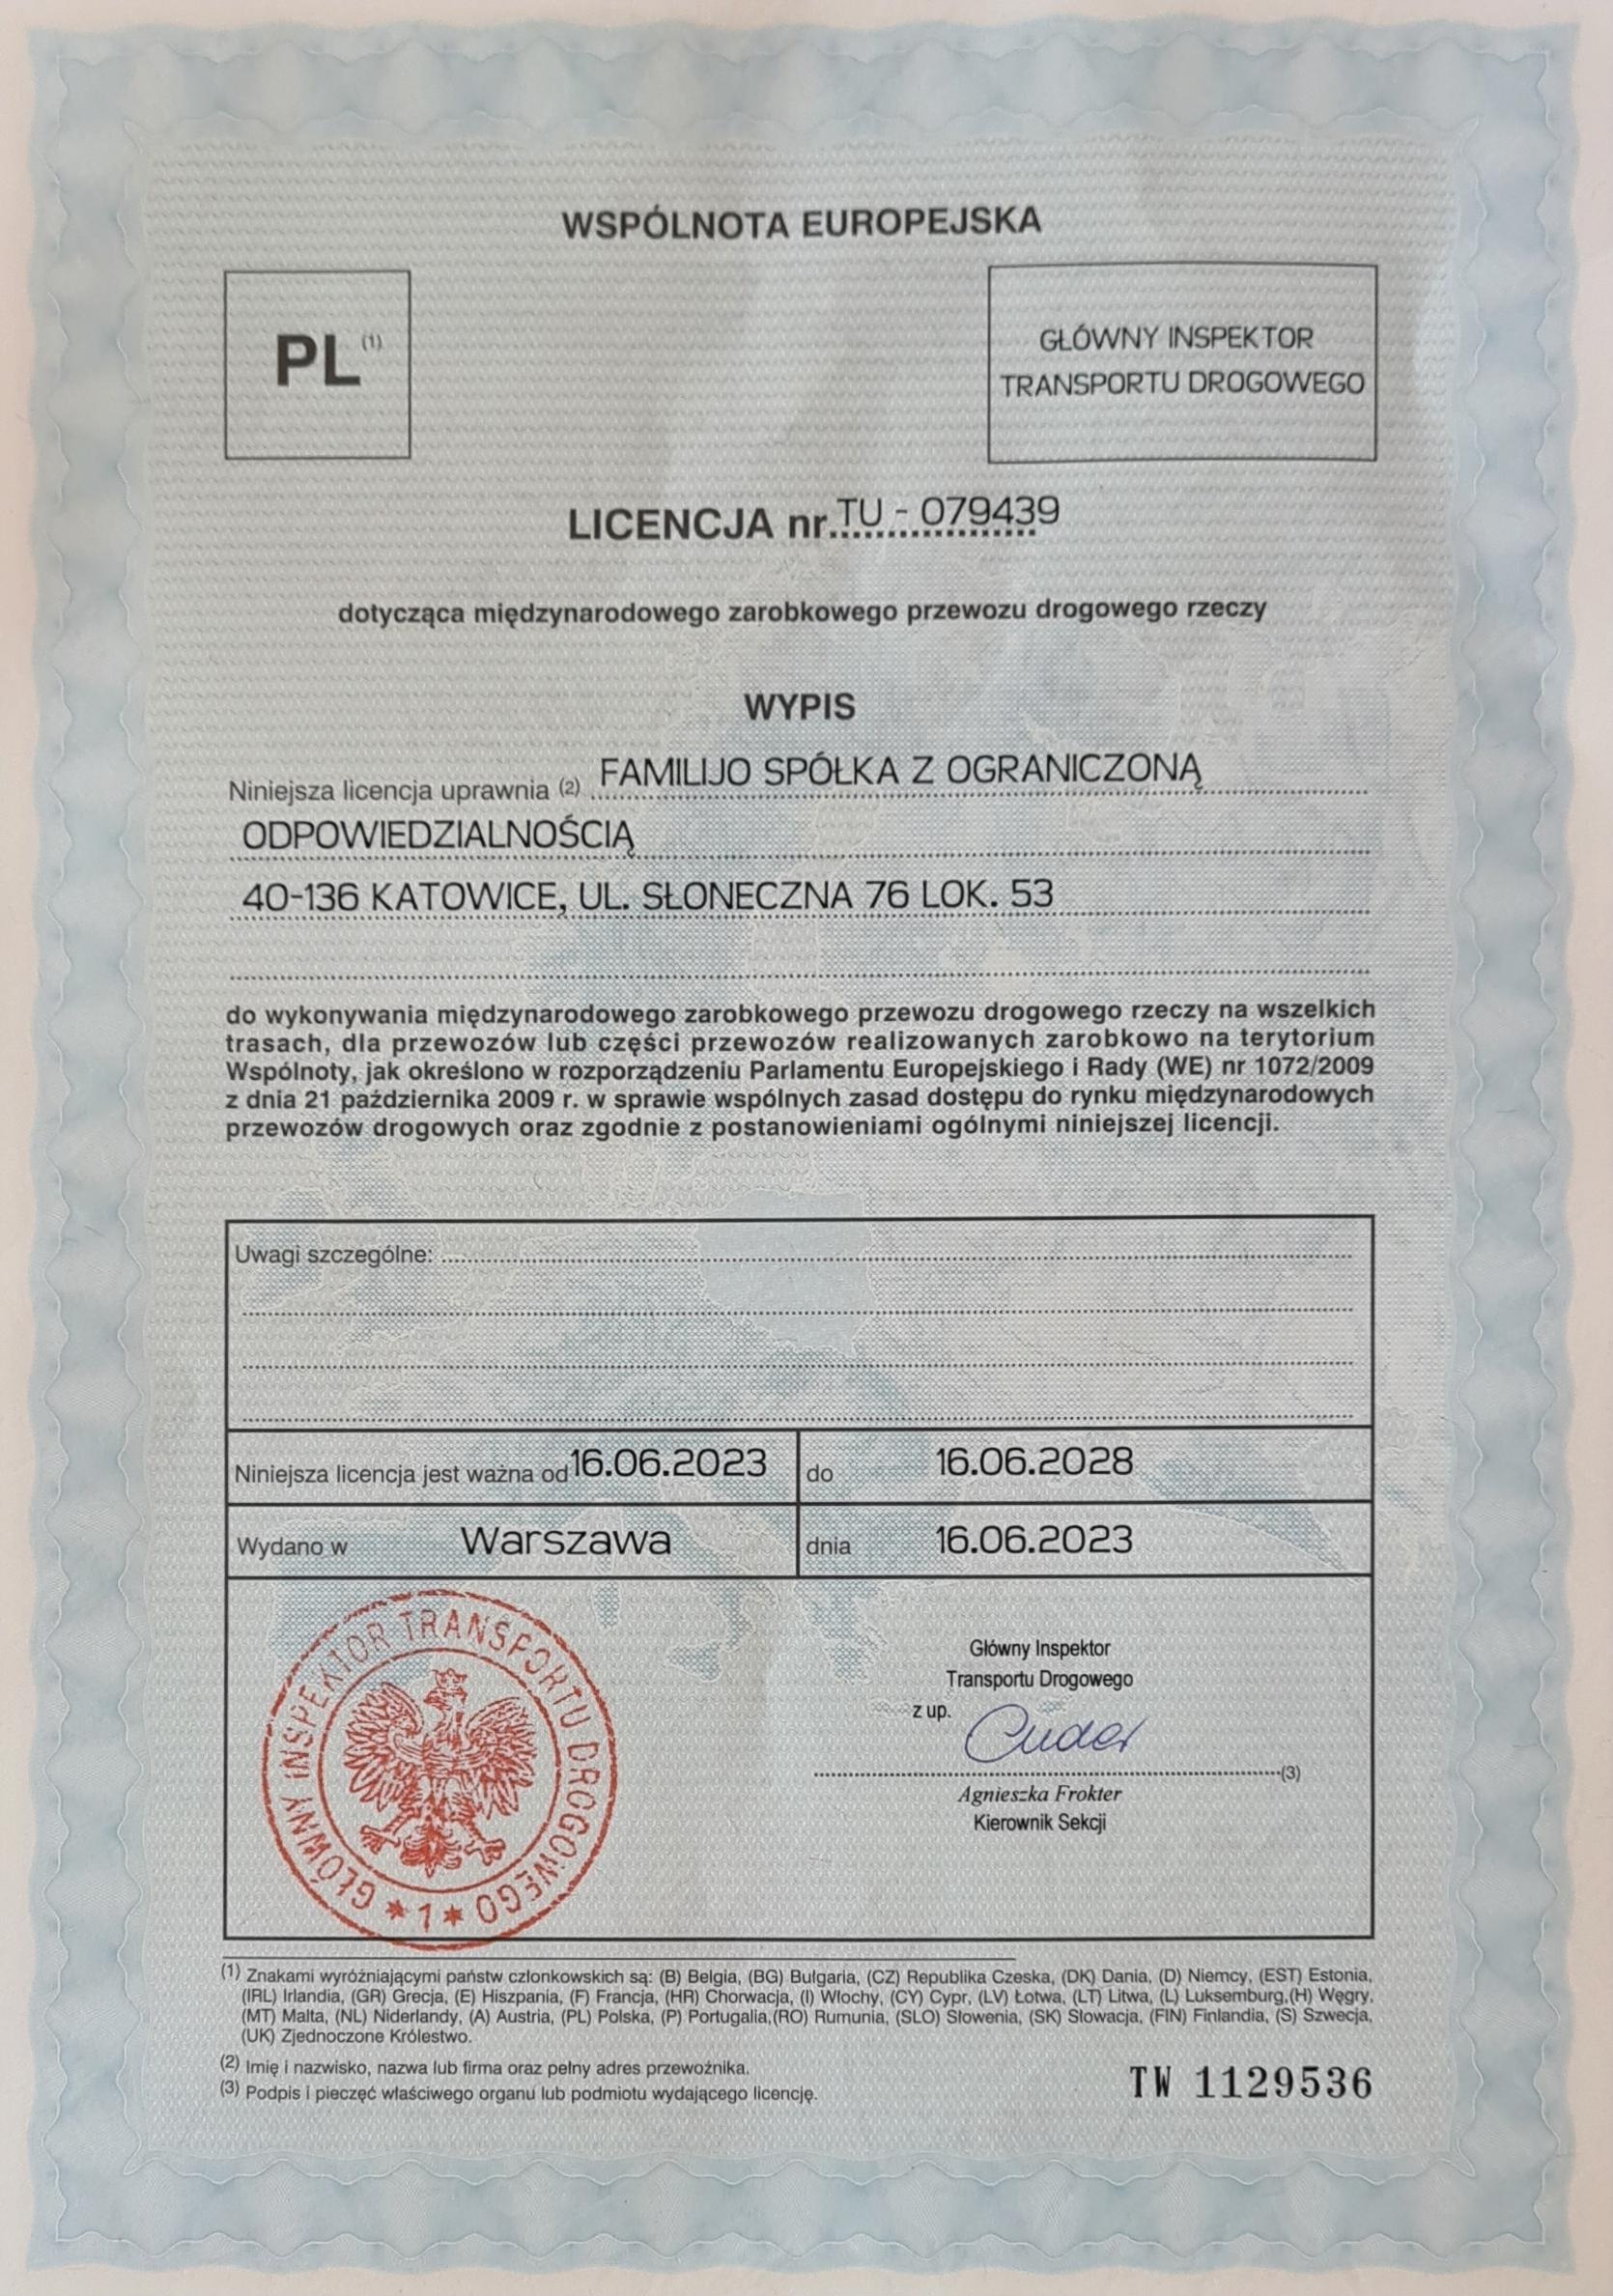 WSPÓLNOTA EUROPEJSKA
PL (1)
GŁÓWNY INSPEKTOR
TRANSPORTU DROGOWEGO
LICENCJA nr. TU - 079439
dotycząca międzynarodowego zarobkowego przewozu drogowego rzeczy
WYPIS
Niniejsza licencja uprawnia (2) FAMILIJO SPÓŁKA Z OGRANICZONĄ
ODPOWIEDZIALNOŚCIĄ
40-136 KATOWICE, UL. SŁONECZNA 76 LOK. 53
do wykonywania międzynarodowego zarobkowego przewozu drogowego rzeczy na wszelkich
trasach, dla przewozów lub części przewozów realizowanych zarobkowo na terytorium
Wspólnoty, jak określono w rozporządzeniu Parlamentu Europejskiego i Rady (WE) nr 1072/2009
z dnia 21 października 2009 r. w sprawie wspólnych zasad dostępu do rynku międzynarodowych
przewozów drogowych oraz zgodnie z postanowieniami ogólnymi niniejszej licencji.
Uwagi szczególne:
Niniejsza licencja jest ważna od 16.06.2023 do 16.06.2028
Wydano w Warszawa dnia 16.06.2023
GŁÓWNY INSPEKTOR TRANSPORTU DROGOWEGO * 1 *
Główny Inspektor
Transportu Drogowego
z up.
(3)
Agnieszka Frokter
Kierownik Sekcji
(1) Znakami wyróżniającymi państw członkowskich są: (B) Belgia, (BG) Bułgaria, (CZ) Republika Czeska, (DK) Dania, (D) Niemcy, (EST) Estonia,
(IRL) Irlandia, (GR) Grecja, (E) Hiszpania, (F) Francja, (HR) Chorwacja, (I) Włochy, (CY) Cypr, (LV) Łotwa, (LT) Litwa, (L) Luksemburg,(H) Węgry,
(MT) Malta, (NL) Niderlandy, (A) Austria, (PL) Polska, (P) Portugalia,(RO) Rumunia, (SLO) Słowenia, (SK) Słowacja, (FIN) Finlandia, (S) Szwecja,
(UK) Zjednoczone Królestwo.
(2) Imię i nazwisko, nazwa lub firma oraz pełny adres przewoźnika.
(3) Podpis i pieczęć właściwego organu lub podmiotu wydającego licencję.
TW 1129536